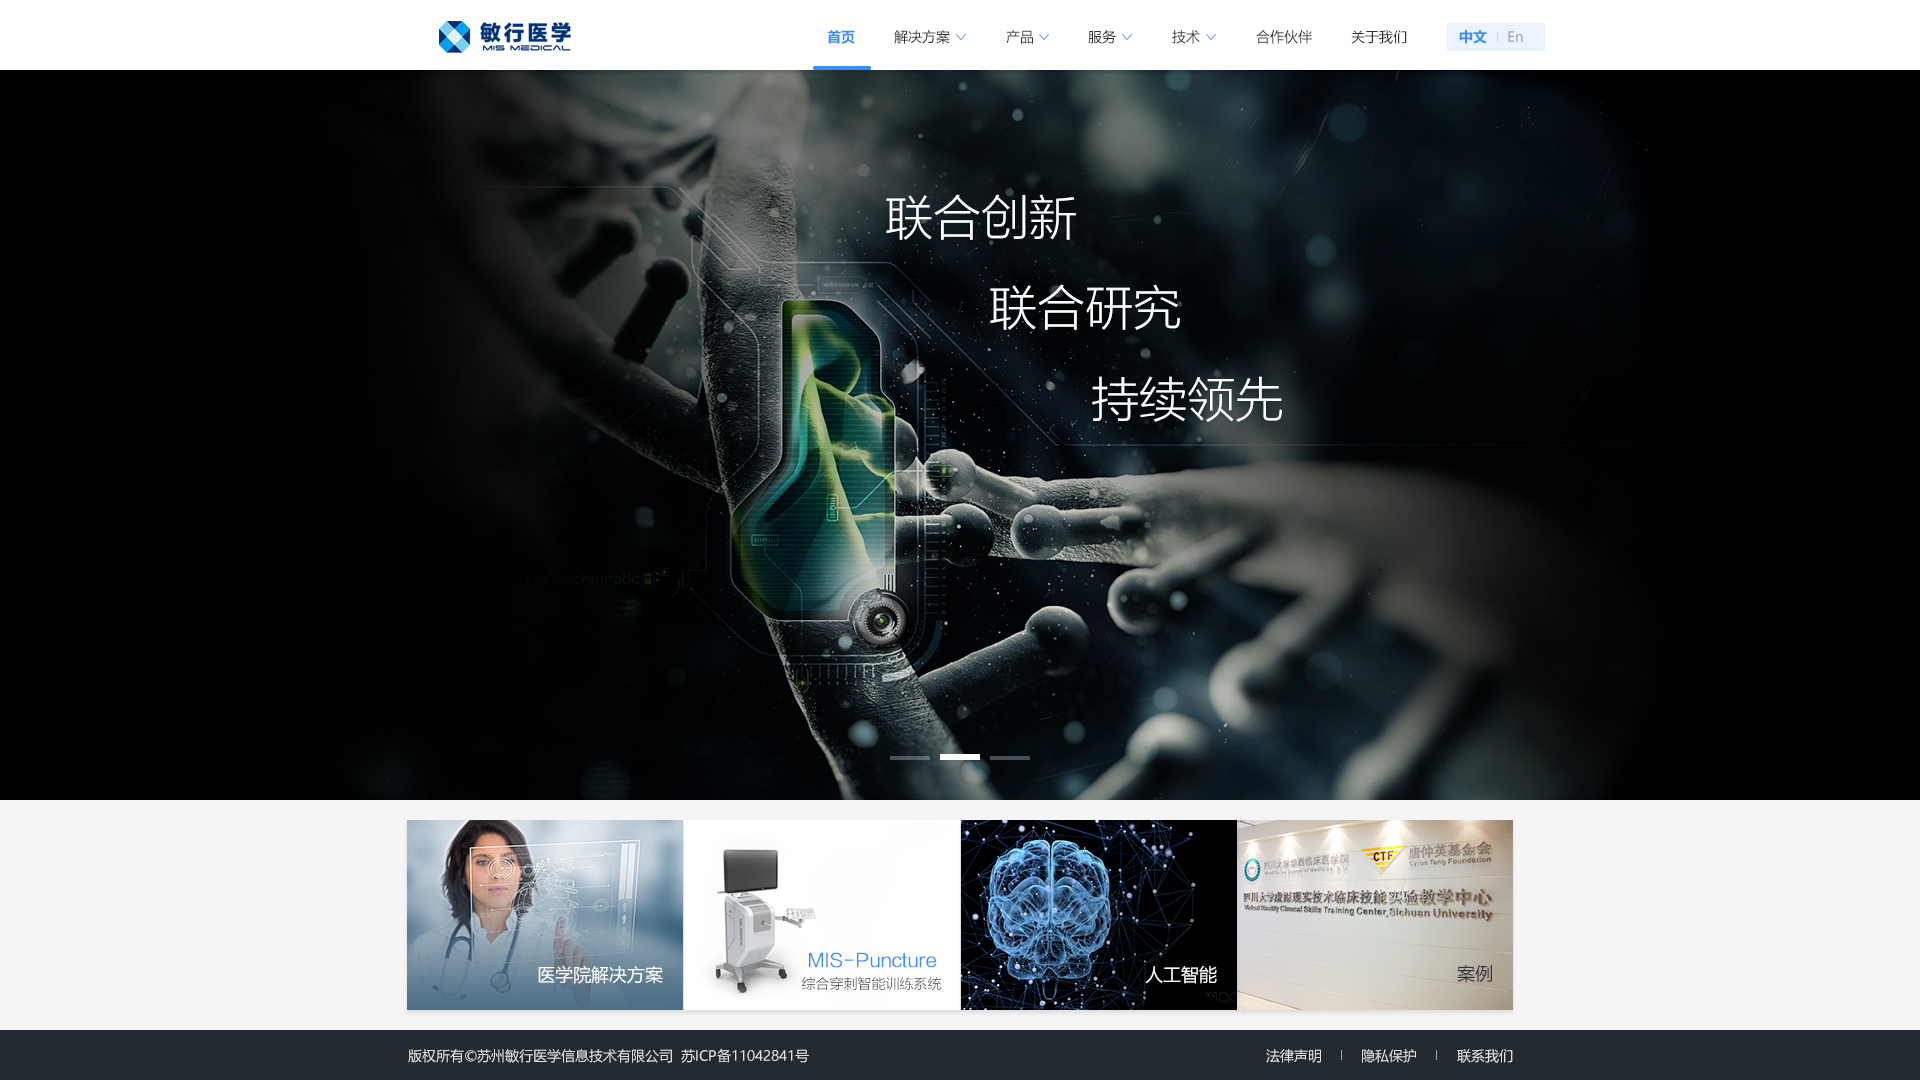 敏行医学
MIS MEDICAL
首页 解决方案 产品 服务 技术 合作伙伴 关于我们 中文 En
联合创新
联合研究
持续领先
医学院解决方案
MIS-Puncture
综合穿刺智能训练系统
人工智能
四川大学华西临床医学院
CTF
唐仲英基金会
Cyrus Tang Foundation
四川大学虚拟现实技术临床技能实验教学中心
Virtual Reality Clinical Skills Training Center, Sichuan University
案例
版权所有©苏州敏行医学信息技术有限公司 苏ICP备11042841号
法律声明 隐私保护 联系我们